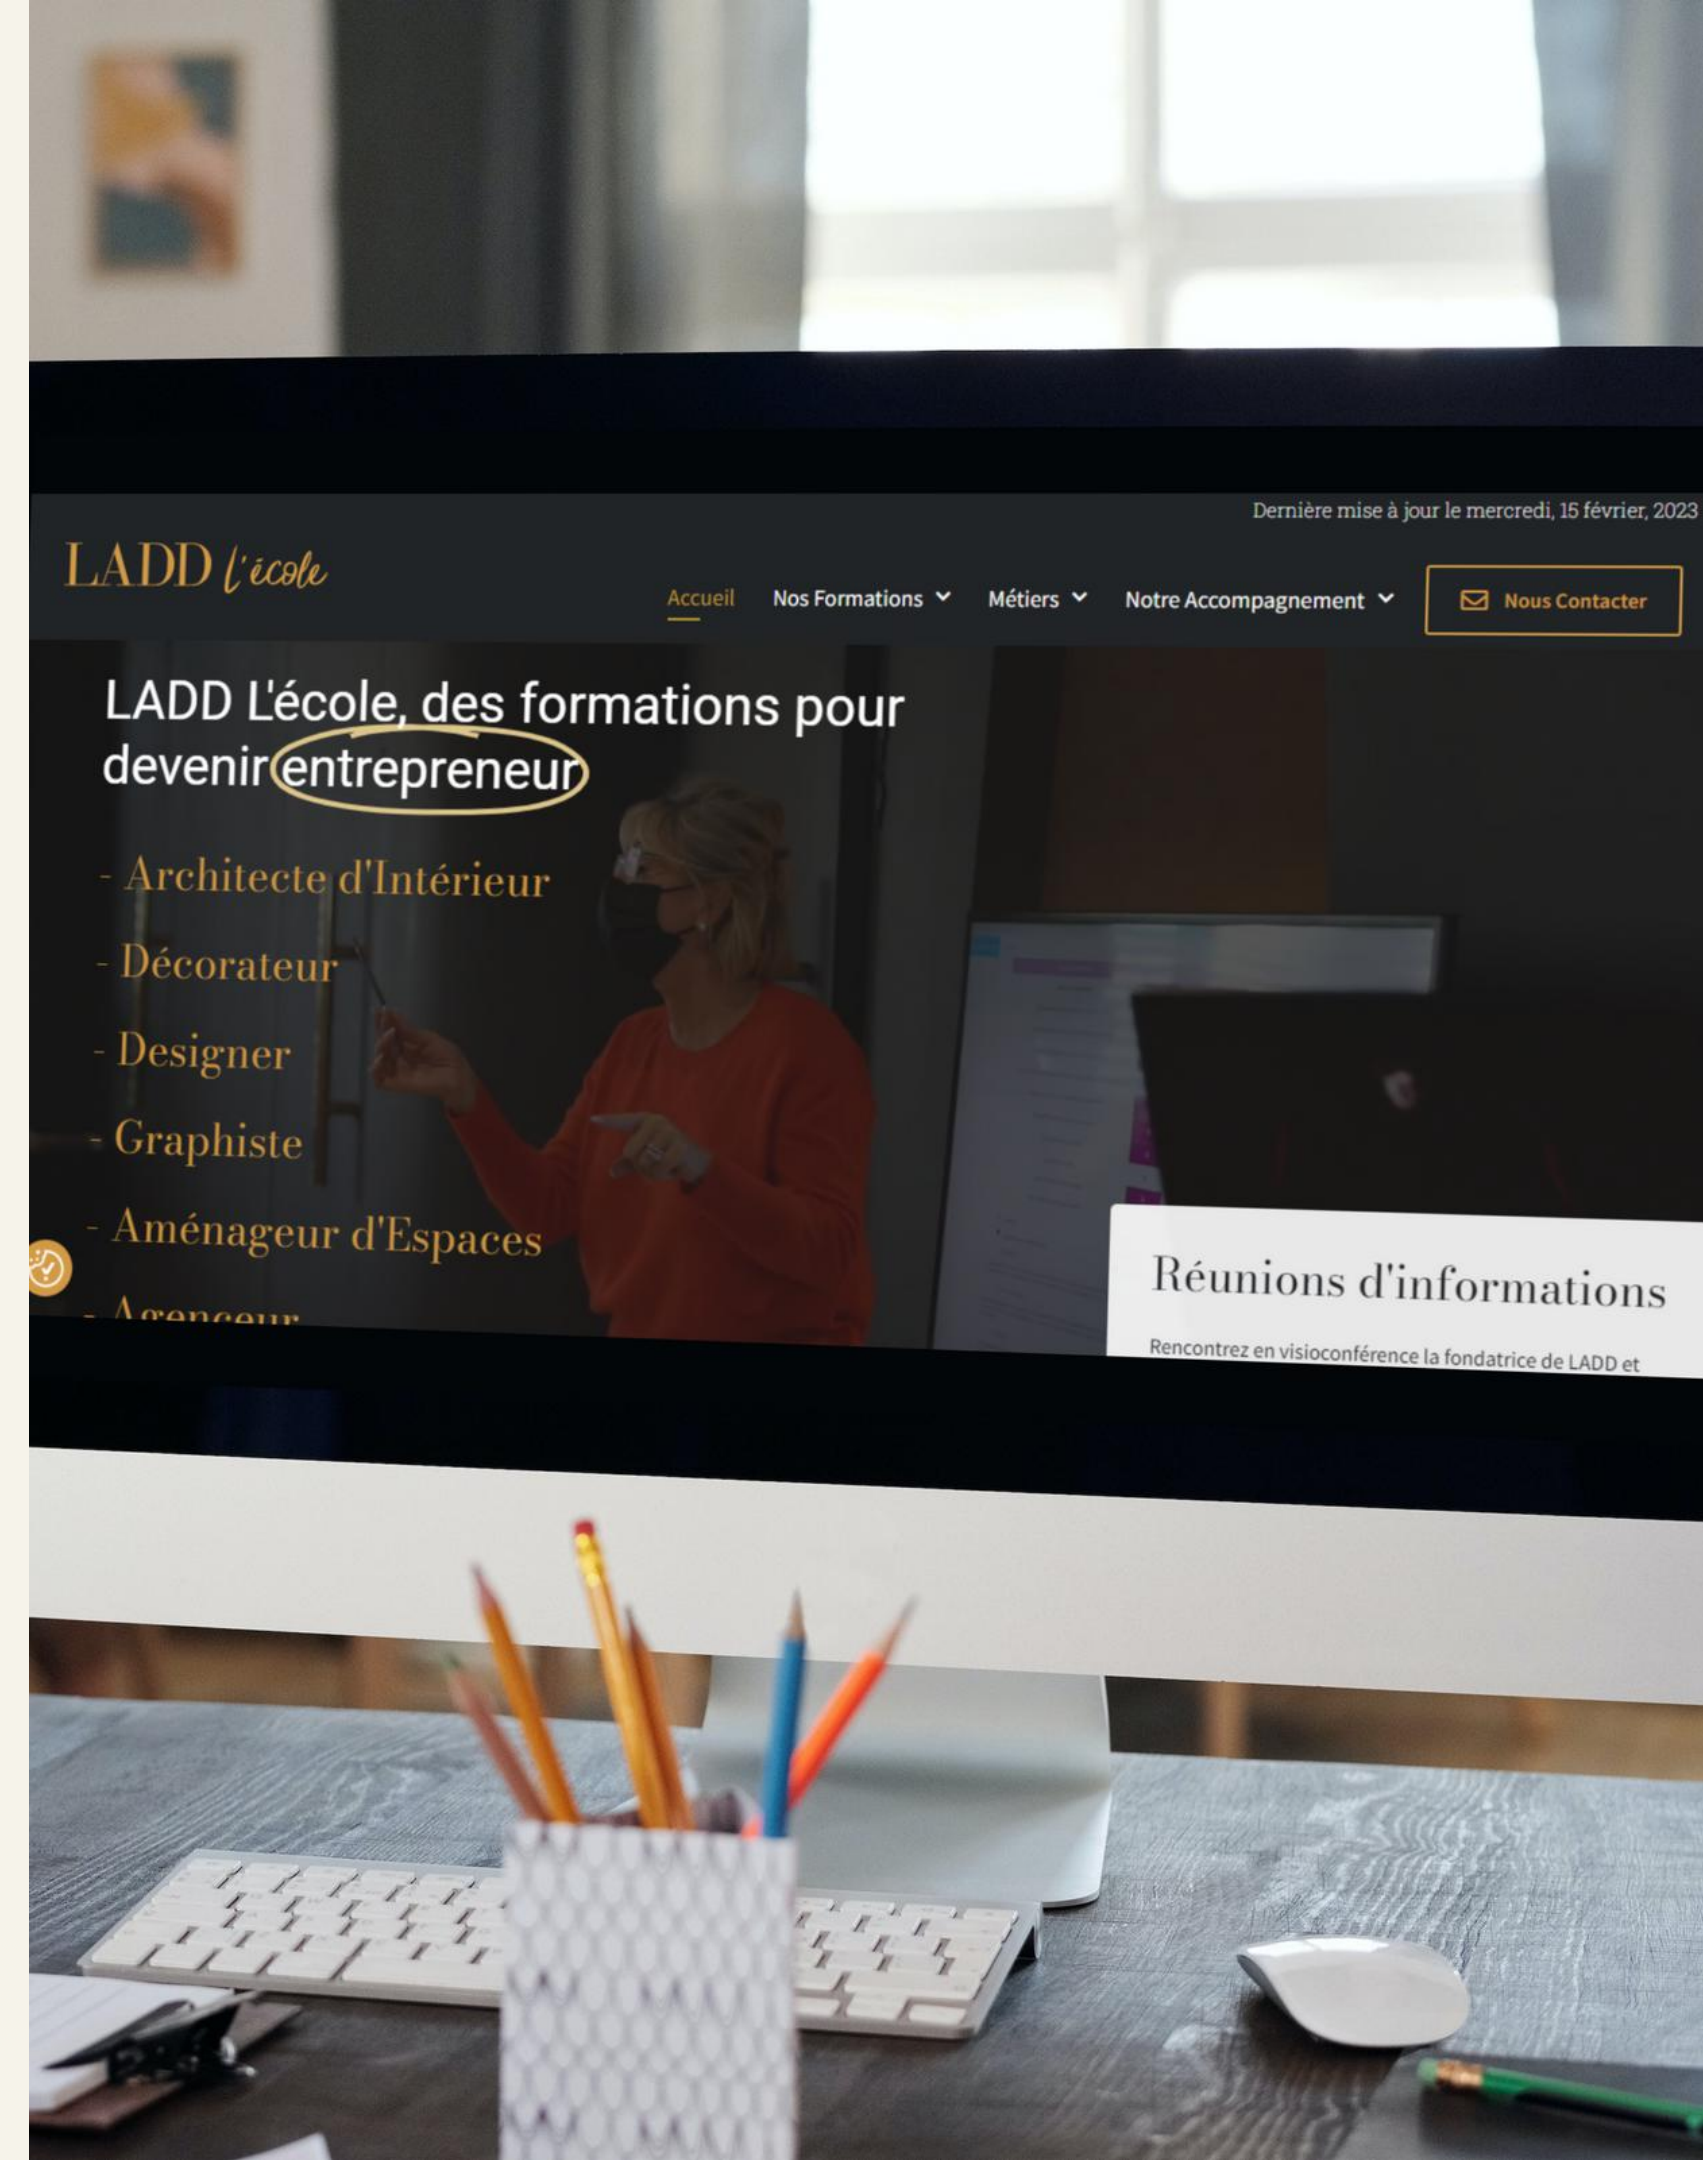 Dernière mise à jour le mercredi, 15 février, 2023
LADD l'école
Accueil Nos Formations Métiers Notre Accompagnement Nous Contacter
LADD L'école, des formations pour
devenir entrepreneur
- Architecte d'Intérieur
- Décorateur
- Designer
- Graphiste
- Aménageur d'Espaces
- Agenceur
Réunions d'informations
Rencontrez en visioconférence la fondatrice de LADD et